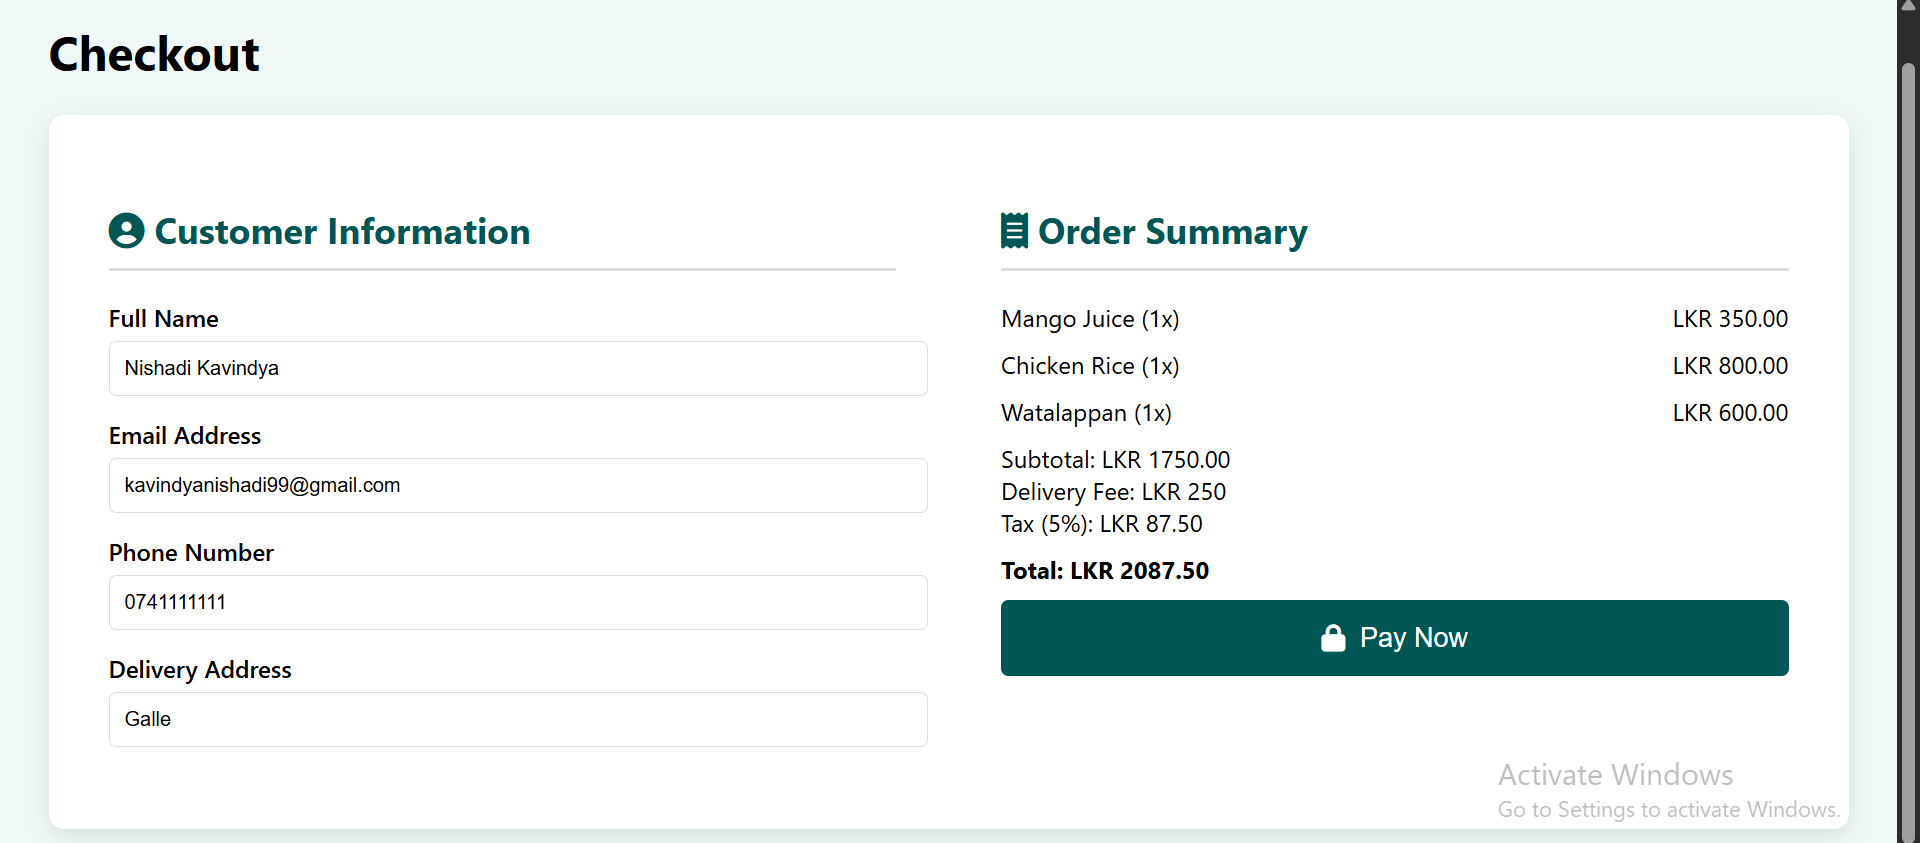 Checkout
Customer Information
Full Name
Nishadi Kavindya
Email Address
kavindyanishadi99@gmail.com
Phone Number
0741111111
Delivery Address
Galle
Order Summary
Mango Juice (1x) LKR 350.00
Chicken Rice (1x) LKR 800.00
Watalappan (1x) LKR 600.00
Subtotal: LKR 1750.00
Delivery Fee: LKR 250
Tax (5%): LKR 87.50
Total: LKR 2087.50
Pay Now
Activate Windows
Go to Settings to activate Windows.